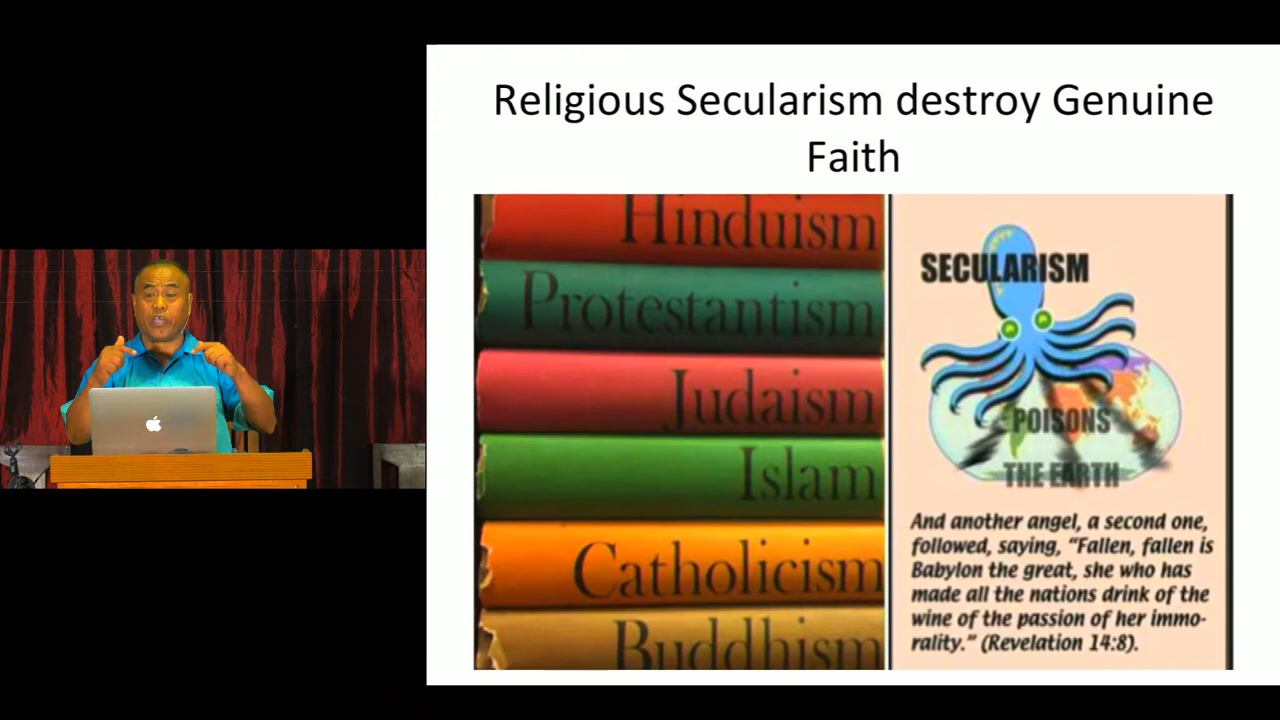 Religious Secularism destroy Genuine
Faith
Hinduism
Protestantism
Judaism
Islam
Catholicism
Buddhism
SECULARISM
POISONS
THE EARTH
And another angel, a second one,
followed, saying, “Fallen, fallen is
Babylon the great, she who has
made all the nations drink of the
wine of the passion of her immo-
rality.” (Revelation 14:8).